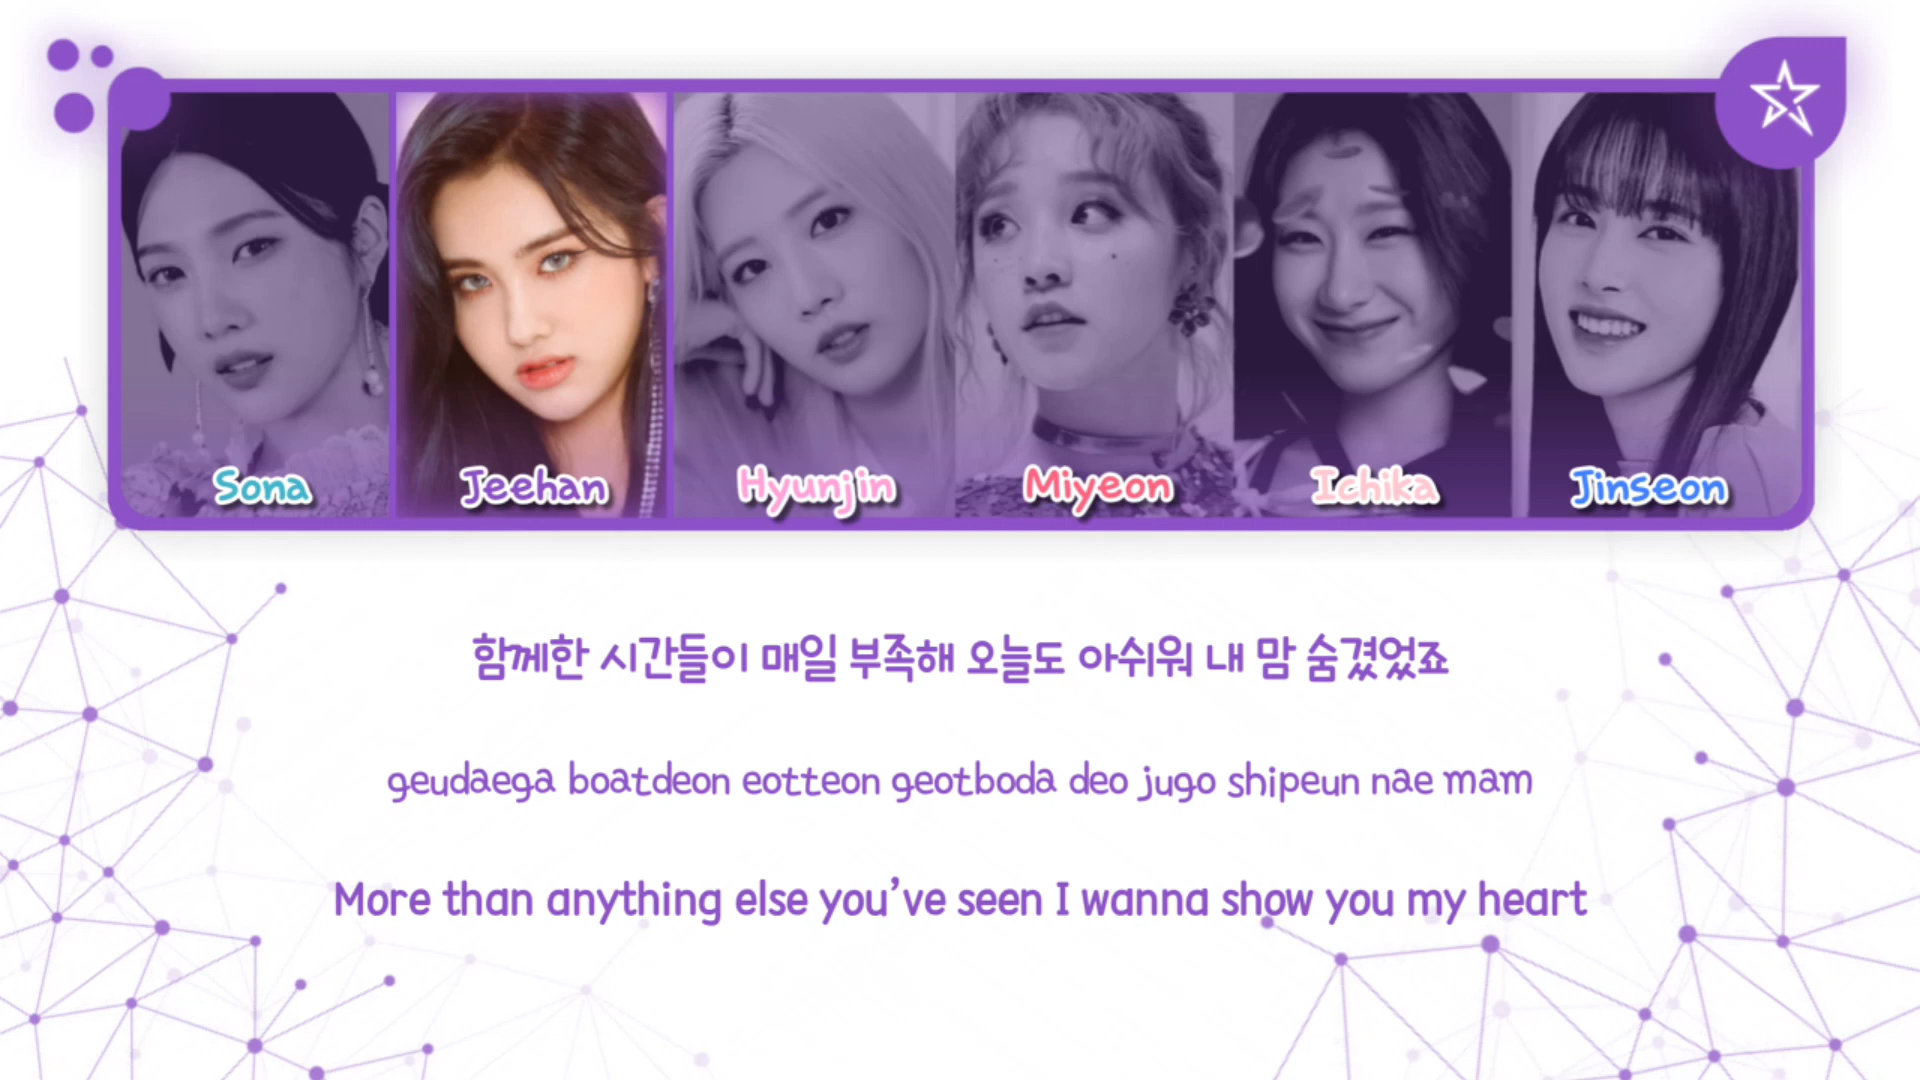 Sona Jeehan Hyunjin Miyeon Ichika Jinseon
함께한 시간들이 매일 부족해 오늘도 아쉬워 내 맘 숨겼었죠
geudaega boatdeon eotteon geotboda deo jugo shipeun nae mam
More than anything else you’ve seen I wanna show you my heart